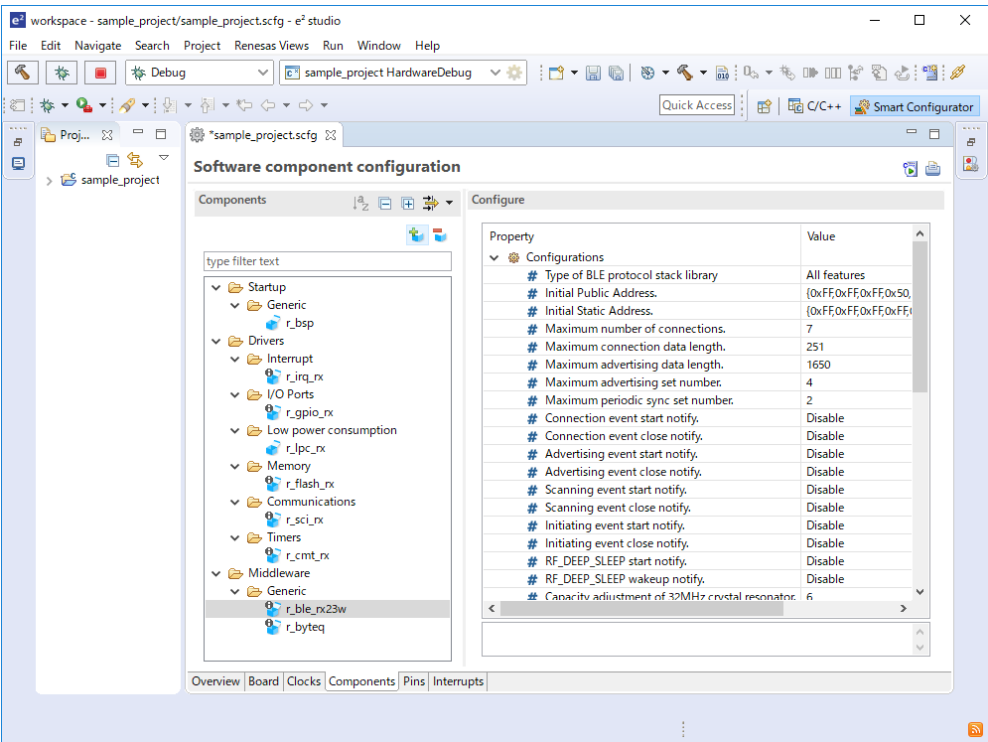 workspace - sample_project/sample_project.scfg - e² studio
File Edit Navigate Search Project Renesas Views Run Window Help
Debug sample_project HardwareDebug
Quick Access C/C++ Smart Configurator
Proj... *sample_project.scfg
sample_project
Software component configuration
Components
Configure
type filter text
Startup
Generic
r_bsp
Drivers
Interrupt
r_irq_rx
I/O Ports
r_gpio_rx
Low power consumption
r_lpc_rx
Memory
r_flash_rx
Communications
r_sci_rx
Timers
r_cmt_rx
Middleware
Generic
r_ble_rx23w
r_byteq
Property Value
Configurations
# Type of BLE protocol stack library All features
# Initial Public Address. {0xFF,0xFF,0xFF,0x50,
# Initial Static Address. {0xFF,0xFF,0xFF,0xFF,
# Maximum number of connections. 7
# Maximum connection data length. 251
# Maximum advertising data length. 1650
# Maximum advertising set number. 4
# Maximum periodic sync set number. 2
# Connection event start notify. Disable
# Connection event close notify. Disable
# Advertising event start notify. Disable
# Advertising event close notify. Disable
# Scanning event start notify. Disable
# Scanning event close notify. Disable
# Initiating event start notify. Disable
# Initiating event close notify. Disable
# RF_DEEP_SLEEP start notify. Disable
# RF_DEEP_SLEEP wakeup notify. Disable
# Capacity adjustment of 32MHz crystal resonator. 6
Overview Board Clocks Components Pins Interrupts